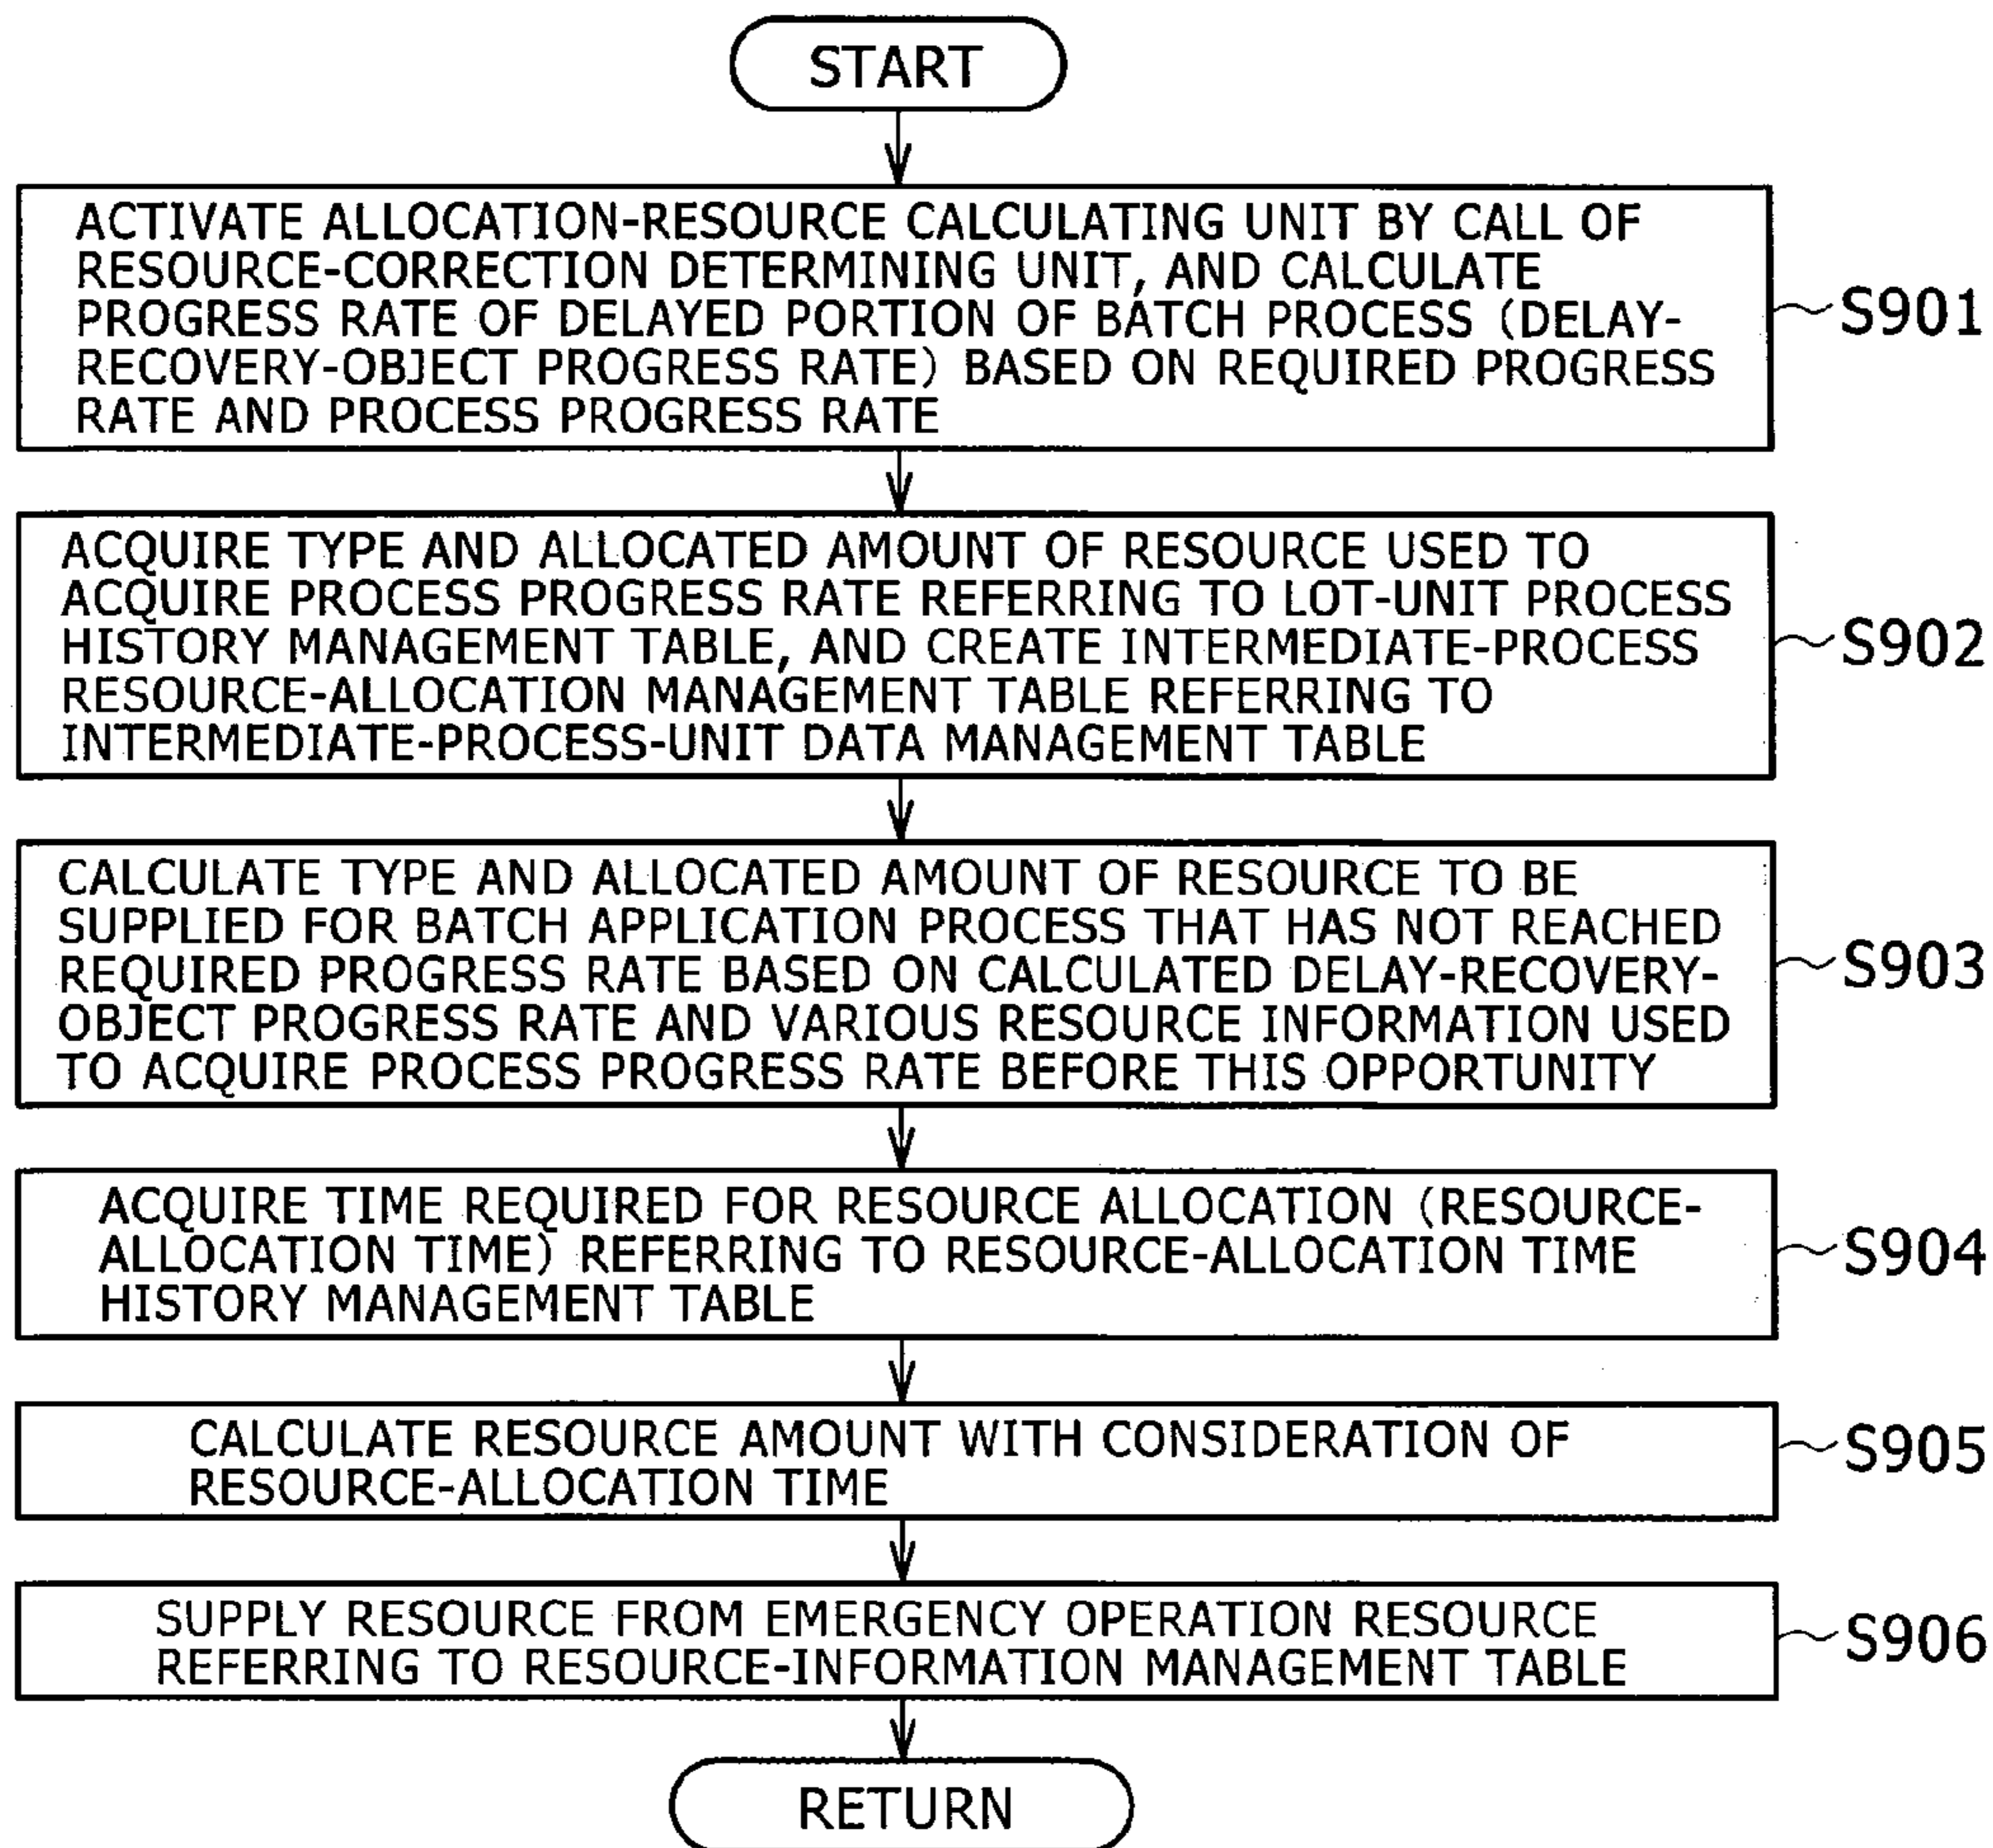 START
ACTIVATE ALLOCATION-RESOURCE CALCULATING UNIT BY CALL OF
RESOURCE-CORRECTION DETERMINING UNIT, AND CALCULATE
PROGRESS RATE OF DELAYED PORTION OF BATCH PROCESS (DELAY-
RECOVERY-OBJECT PROGRESS RATE) BASED ON REQUIRED PROGRESS
RATE AND PROCESS PROGRESS RATE
S901
ACQUIRE TYPE AND ALLOCATED AMOUNT OF RESOURCE USED TO
ACQUIRE PROCESS PROGRESS RATE REFERRING TO LOT-UNIT PROCESS
HISTORY MANAGEMENT TABLE, AND CREATE INTERMEDIATE-PROCESS
RESOURCE-ALLOCATION MANAGEMENT TABLE REFERRING TO
INTERMEDIATE-PROCESS-UNIT DATA MANAGEMENT TABLE
S902
CALCULATE TYPE AND ALLOCATED AMOUNT OF RESOURCE TO BE
SUPPLIED FOR BATCH APPLICATION PROCESS THAT HAS NOT REACHED
REQUIRED PROGRESS RATE BASED ON CALCULATED DELAY-RECOVERY-
OBJECT PROGRESS RATE AND VARIOUS RESOURCE INFORMATION USED
TO ACQUIRE PROCESS PROGRESS RATE BEFORE THIS OPPORTUNITY
S903
ACQUIRE TIME REQUIRED FOR RESOURCE ALLOCATION (RESOURCE-
ALLOCATION TIME) REFERRING TO RESOURCE-ALLOCATION TIME
HISTORY MANAGEMENT TABLE
S904
CALCULATE RESOURCE AMOUNT WITH CONSIDERATION OF
RESOURCE-ALLOCATION TIME
S905
SUPPLY RESOURCE FROM EMERGENCY OPERATION RESOURCE
REFERRING TO RESOURCE-INFORMATION MANAGEMENT TABLE
S906
RETURN